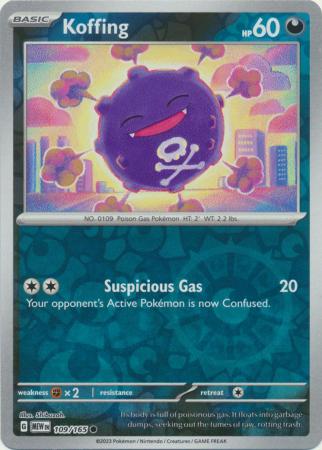 BASIC
Koffing
HP60
NO. 0109 Poison Gas Pokémon HT: 2' WT: 2.2 lbs.
Suspicious Gas 20
Your opponent's Active Pokémon is now Confused.
weakness ×2 resistance retreat
Illus. Shibuzoh.
G MEW EN 109/165
Its body is full of poisonous gas. It floats into garbage
dumps, seeking out the fumes of raw, rotting trash.
©2023 Pokémon / Nintendo / Creatures / GAME FREAK